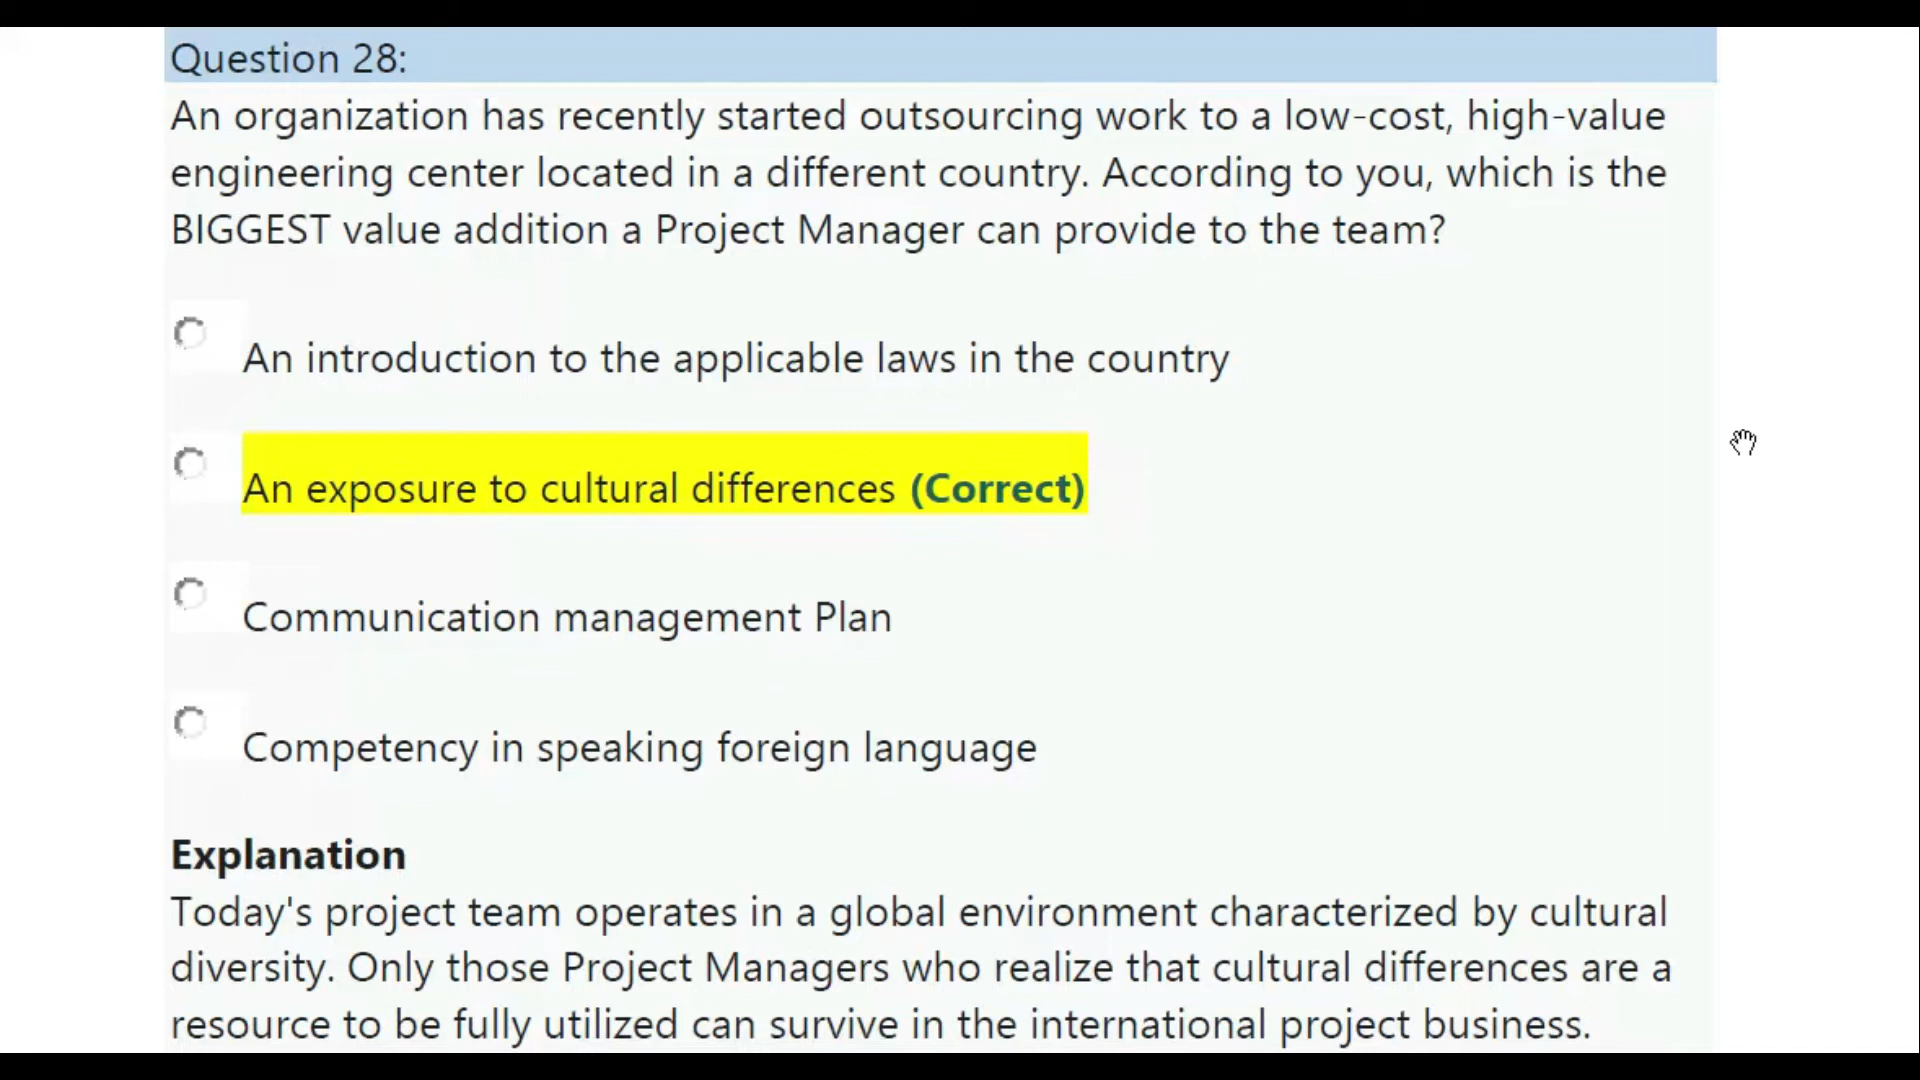 Question 28:
An organization has recently started outsourcing work to a low-cost, high-value
engineering center located in a different country. According to you, which is the
BIGGEST value addition a Project Manager can provide to the team?
An introduction to the applicable laws in the country
An exposure to cultural differences (Correct)
Communication management Plan
Competency in speaking foreign language
Explanation
Today's project team operates in a global environment characterized by cultural
diversity. Only those Project Managers who realize that cultural differences are a
resource to be fully utilized can survive in the international project business.